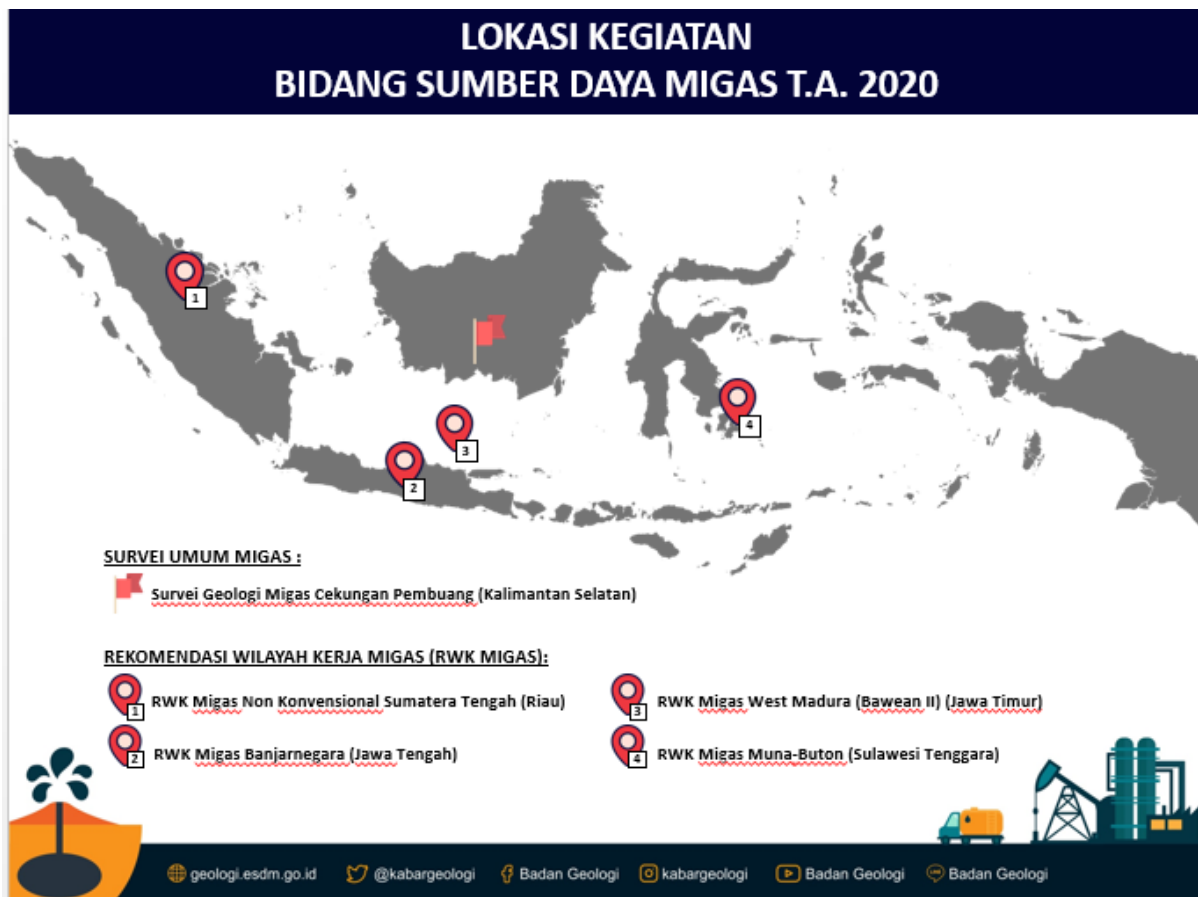 LOKASI KEGIATAN
BIDANG SUMBER DAYA MIGAS T.A. 2020
1
4
3
2
SURVEI UMUM MIGAS :
Survei Geologi Migas Cekungan Pembuang (Kalimantan Selatan)
REKOMENDASI WILAYAH KERJA MIGAS (RWK MIGAS):
1 RWK Migas Non Konvensional Sumatera Tengah (Riau)
2 RWK Migas Banjarnegara (Jawa Tengah)
3 RWK Migas West Madura (Bawean II) (Jawa Timur)
4 RWK Migas Muna-Buton (Sulawesi Tenggara)
geologi.esdm.go.id @kabargeologi Badan Geologi kabargeologi Badan Geologi LINE Badan Geologi